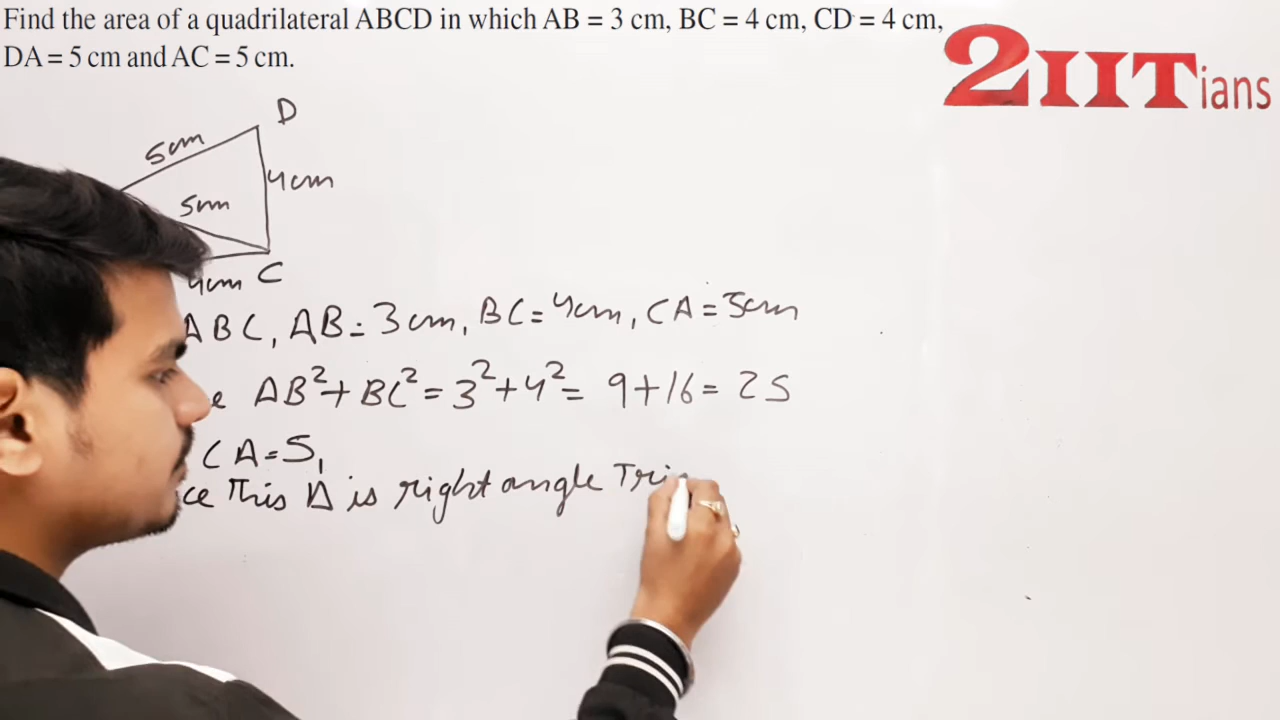 Find the area of a quadrilateral ABCD in which AB = 3 cm, BC = 4 cm, CD = 4 cm,
DA = 5 cm and AC = 5 cm.
2IITians
D
5cm
4cm
5cm
4cm C
ABC, AB = 3cm, BC = 4cm, CA = 5cm
AB²+ BC² = 3²+4² = 9+16 = 25
CA = 5,
This Δ is right angle